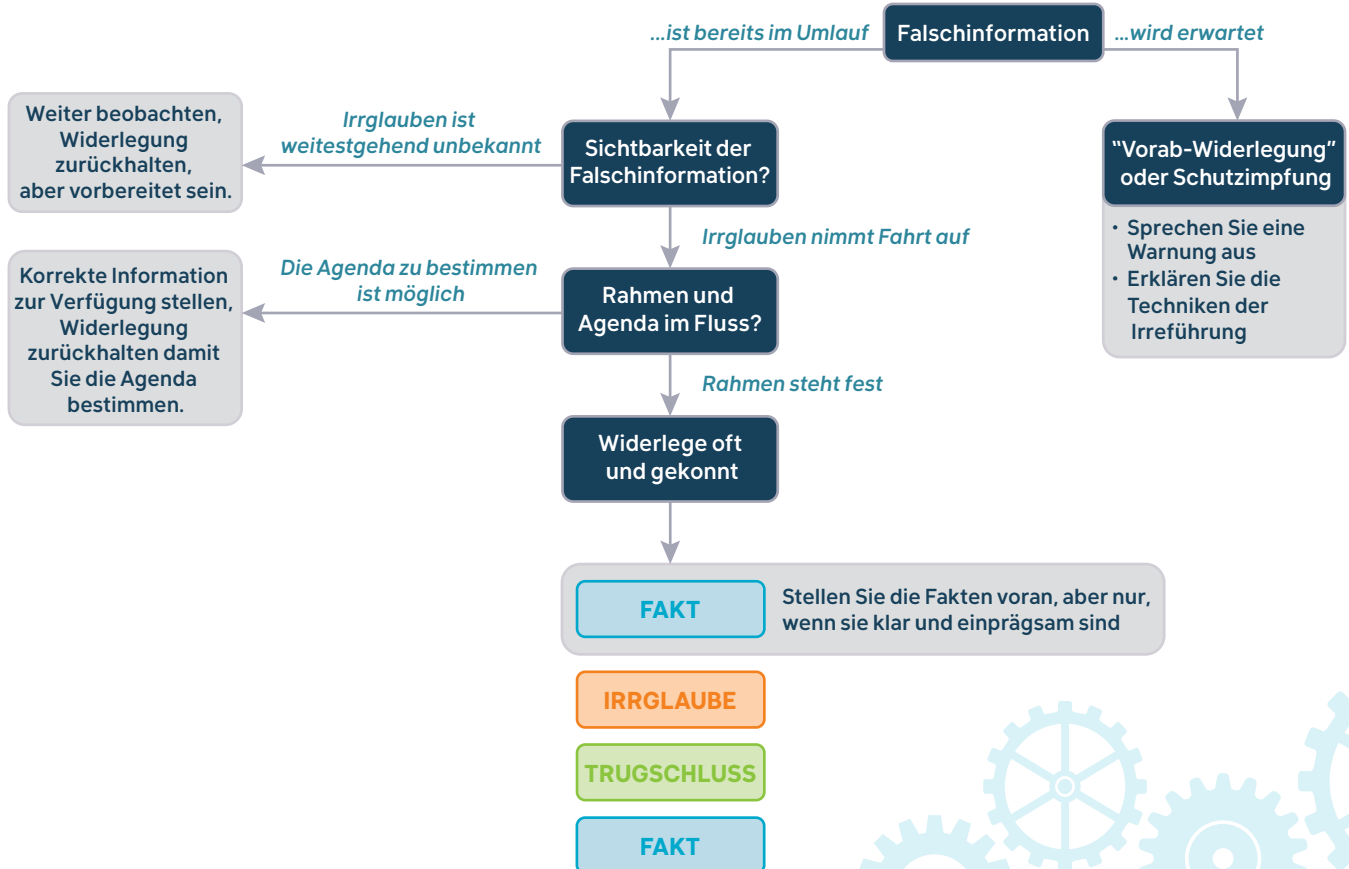 ...ist bereits im Umlauf
Falschinformation
...wird erwartet
Weiter beobachten,
Widerlegung
zurückhalten,
aber vorbereitet sein.
Irrglauben ist
weitestgehend unbekannt
Sichtbarkeit der
Falschinformation?
"Vorab-Widerlegung”
oder Schutzimpfung
• Sprechen Sie eine
Warnung aus
• Erklären Sie die
Techniken der
Irreführung
Irrglauben nimmt Fahrt auf
Korrekte Information
zur Verfügung stellen,
Widerlegung
zurückhalten damit
Sie die Agenda
bestimmen.
Die Agenda zu bestimmen
ist möglich
Rahmen und
Agenda im Fluss?
Rahmen steht fest
Widerlege oft
und gekonnt
FAKT
Stellen Sie die Fakten voran, aber nur,
wenn sie klar und einprägsam sind
IRRGLAUBE
TRUGSCHLUSS
FAKT